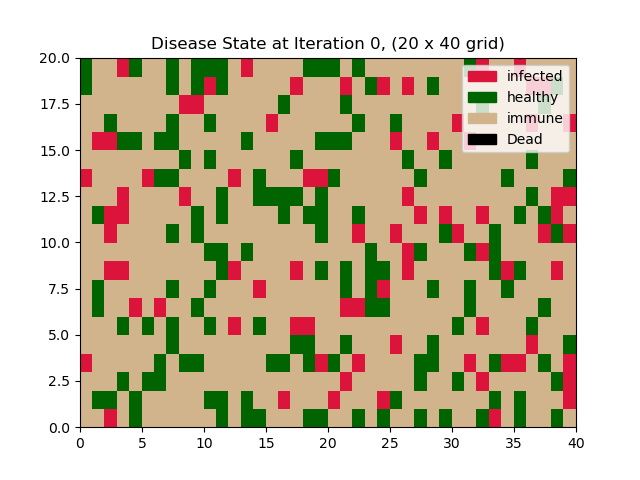 Disease State at Iteration 0, (20 x 40 grid)
infected
healthy
immune
Dead
20.0
17.5
15.0
12.5
10.0
7.5
5.0
2.5
0.0
0 5 10 15 20 25 30 35 40